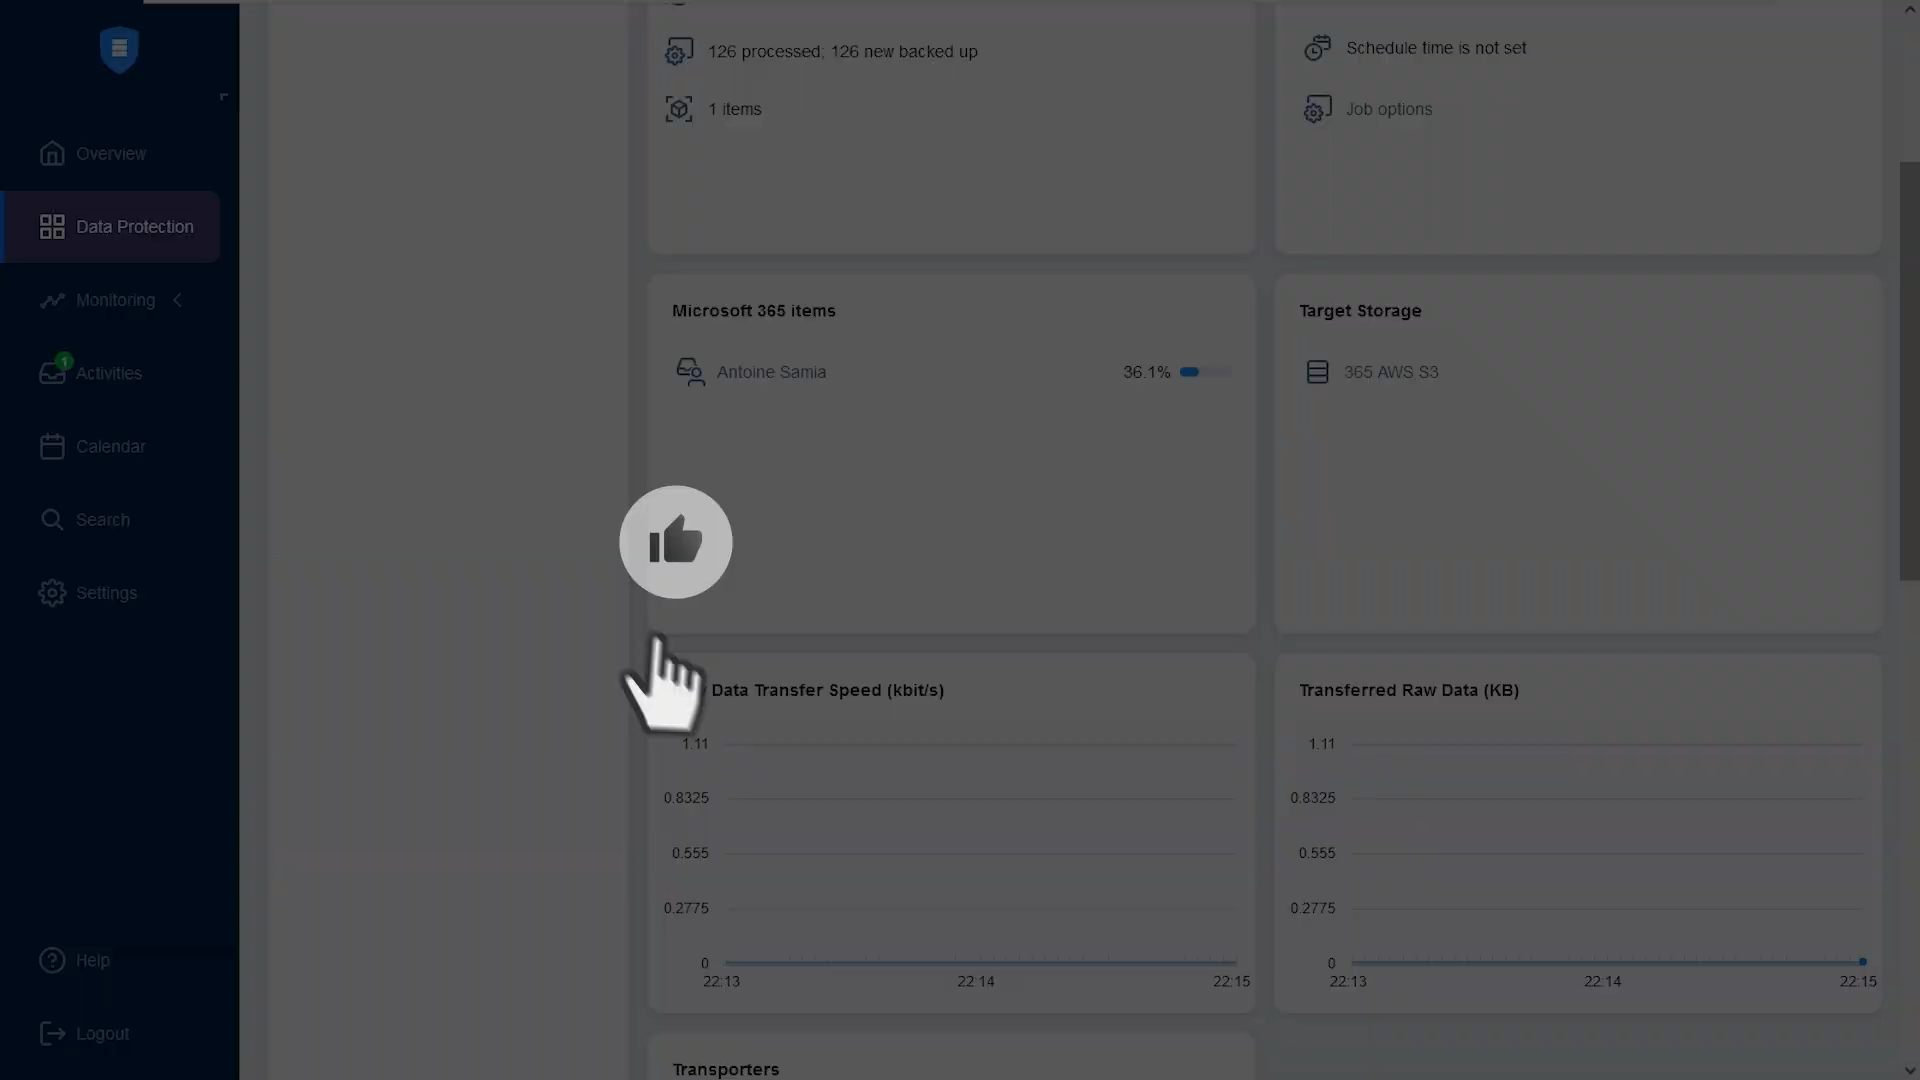 Overview
Data Protection
Monitoring
1
Activities
Calendar
Search
Settings
Help
Logout
126 processed; 126 new backed up
1 items
Schedule time is not set
Job options
Microsoft 365 items
Antoine Samia
36.1%
Target Storage
365 AWS S3
Data Transfer Speed (kbit/s)
1.11
0.8325
0.555
0.2775
0
22:13
22:14
22:15
Transferred Raw Data (KB)
1.11
0.8325
0.555
0.2775
0
22:13
22:14
22:15
Transporters